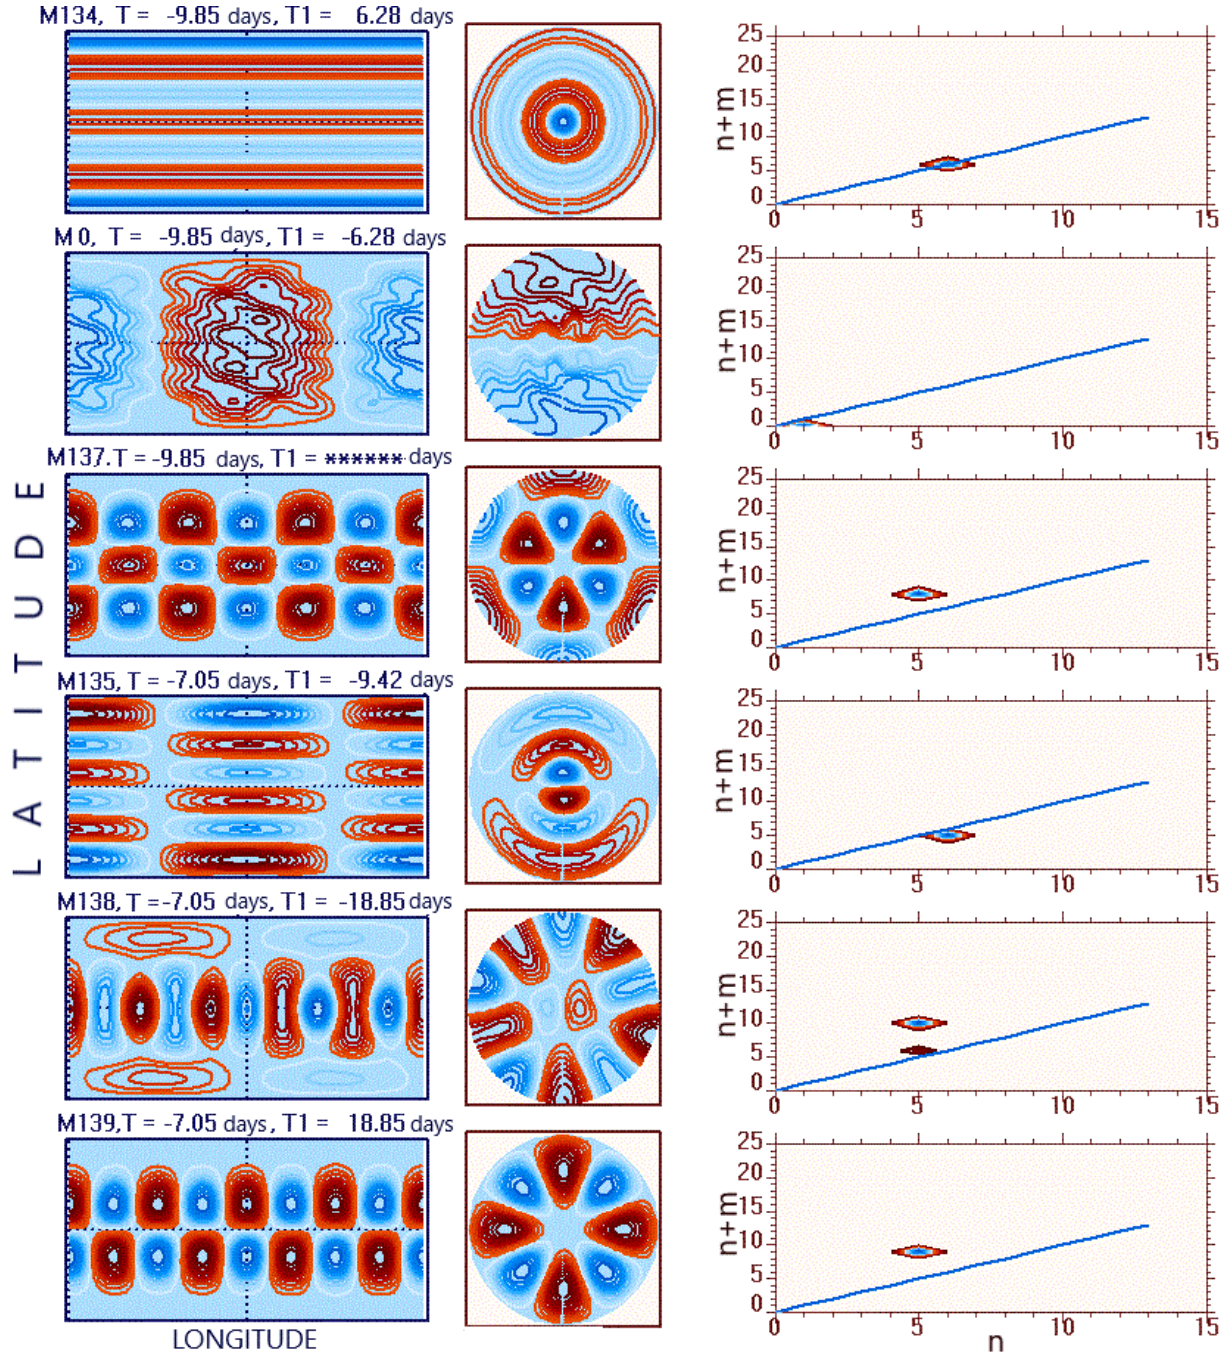 M134, T = -9.85 days, T1 = 6.28 days
25
20
15
10
5
0
n+m
0 5 10 15
M 0, T = -9.85 days, T1 = -6.28 days
25
20
15
10
5
0
n+m
0 5 10 15
M137. T = -9.85 days, T1 = ****** days
25
20
15
10
5
0
n+m
0 5 10 15
LATITUDE
M135, T = -7.05 days, T1 = -9.42 days
25
20
15
10
5
0
n+m
0 5 10 15
M138, T = -7.05 days, T1 = -18.85 days
25
20
15
10
5
0
n+m
0 5 10 15
M139, T = -7.05 days, T1 = 18.85 days
25
20
15
10
5
0
n+m
0 5 10 15
LONGITUDE
n